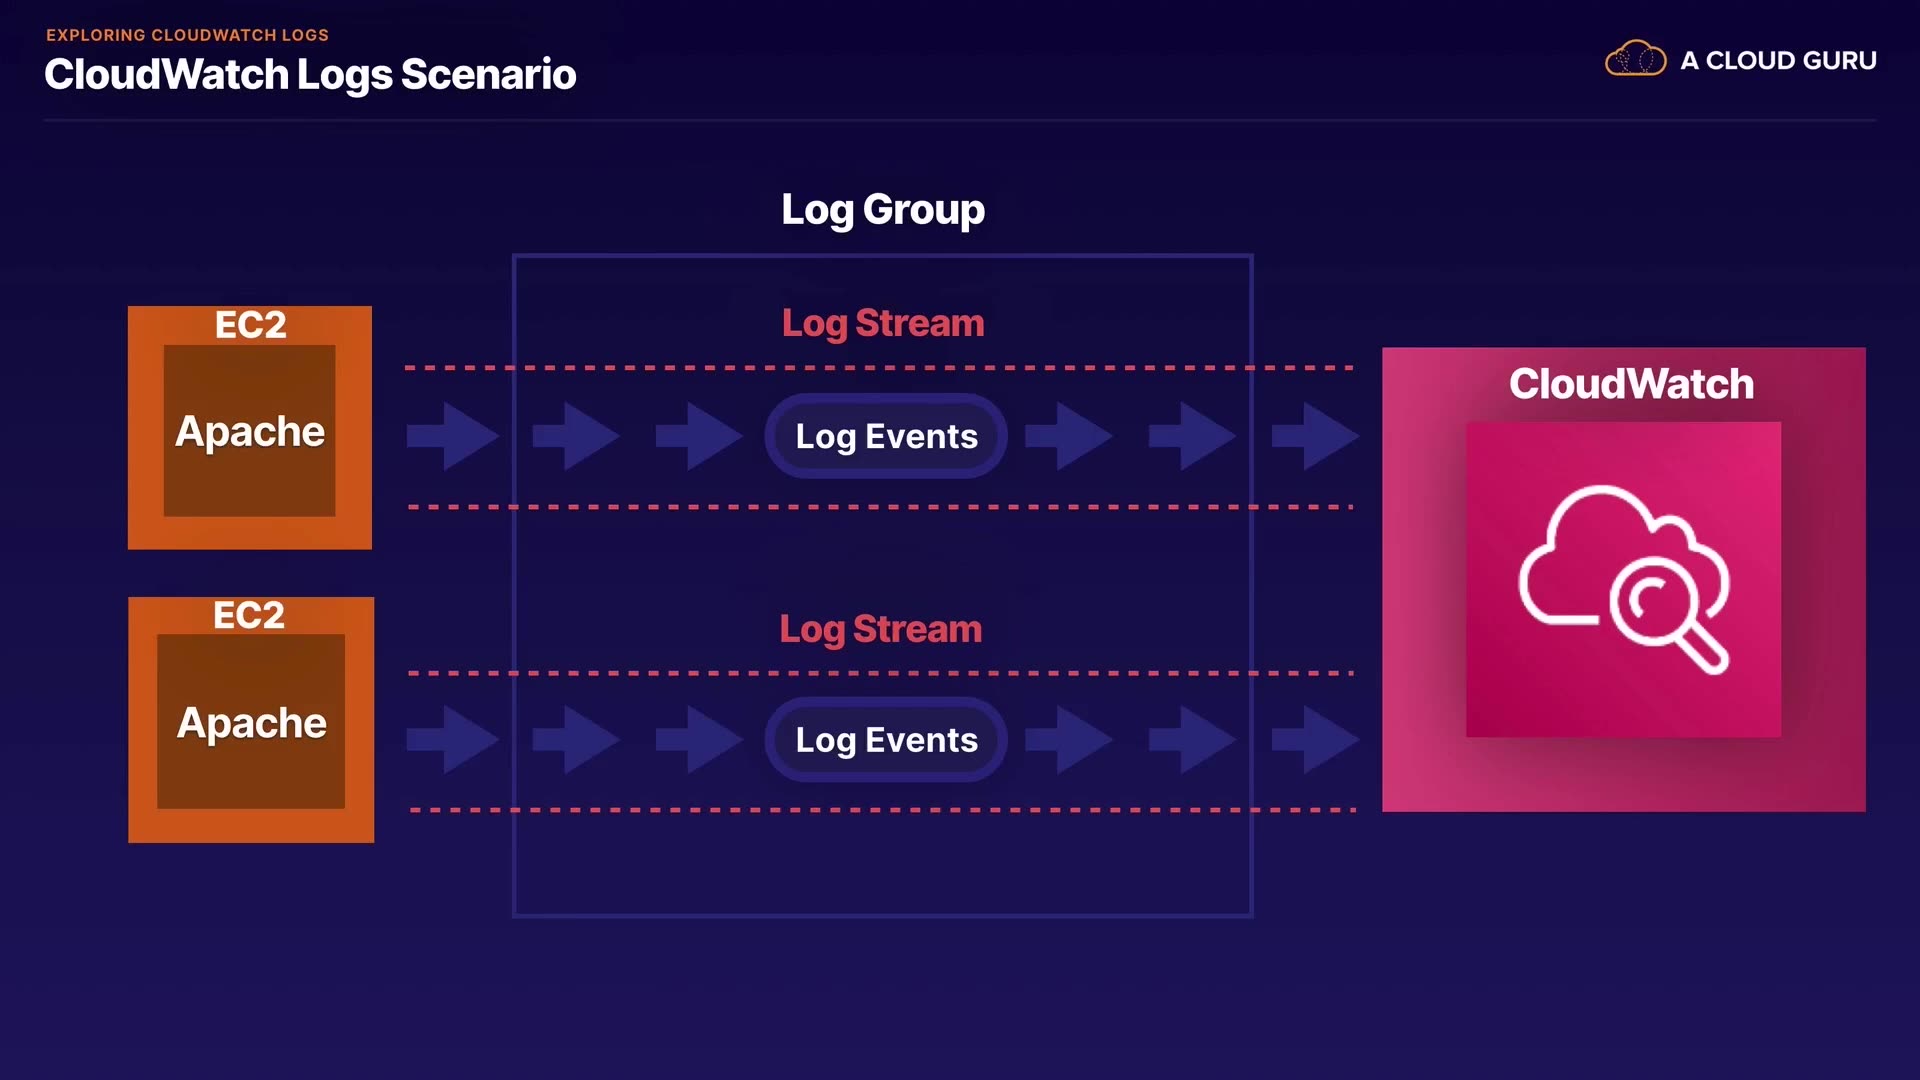 EXPLORING CLOUDWATCH LOGS
CloudWatch Logs Scenario
A CLOUD GURU
Log Group
EC2
Apache
Log Stream
Log Events
CloudWatch
EC2
Apache
Log Stream
Log Events